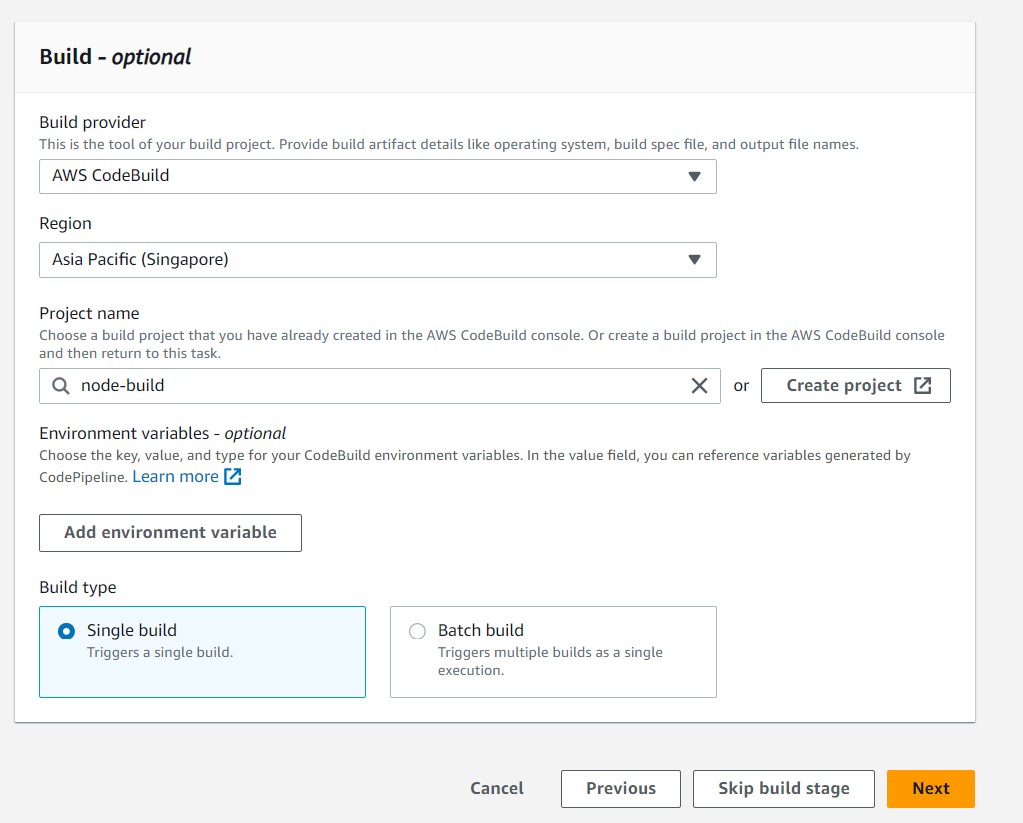 Build - optional
Build provider
This is the tool of your build project. Provide build artifact details like operating system, build spec file, and output file names.
AWS CodeBuild
Region
Asia Pacific (Singapore)
Project name
Choose a build project that you have already created in the AWS CodeBuild console. Or create a build project in the AWS CodeBuild console
and then return to this task.
node-build
or
Create project
Environment variables - optional
Choose the key, value, and type for your CodeBuild environment variables. In the value field, you can reference variables generated by
CodePipeline. Learn more
Add environment variable
Build type
Single build
Triggers a single build.
Batch build
Triggers multiple builds as a single
execution.
Cancel
Previous
Skip build stage
Next